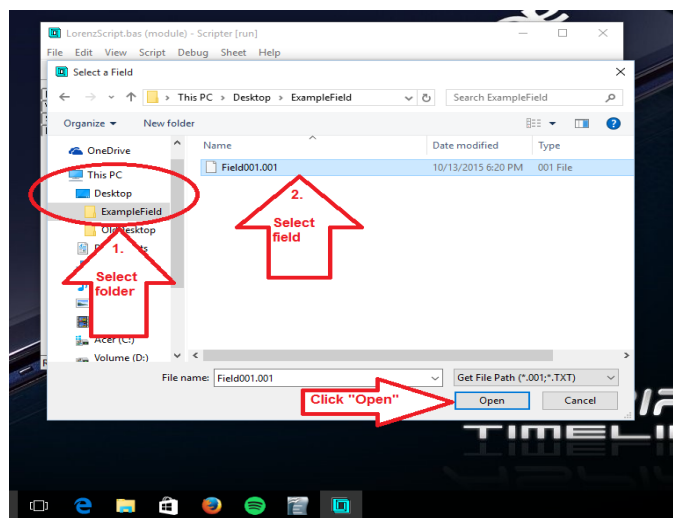 LorenzScript.bas (module) - Scripter [run]
File Edit View Script Debug Sheet Help
Select a Field
This PC > Desktop > ExampleField
Search ExampleField
Organize New folder
Name Date modified Type
OneDrive
Field001.001 10/13/2015 6:20 PM 001 File
This PC
Desktop
ExampleField
Old Desktop
1.
Select
folder
2.
Select
field
Acer (C:)
Volume (D:)
File name: Field001.001 Get File Path (*.001;*.TXT)
Click "Open"
Open Cancel